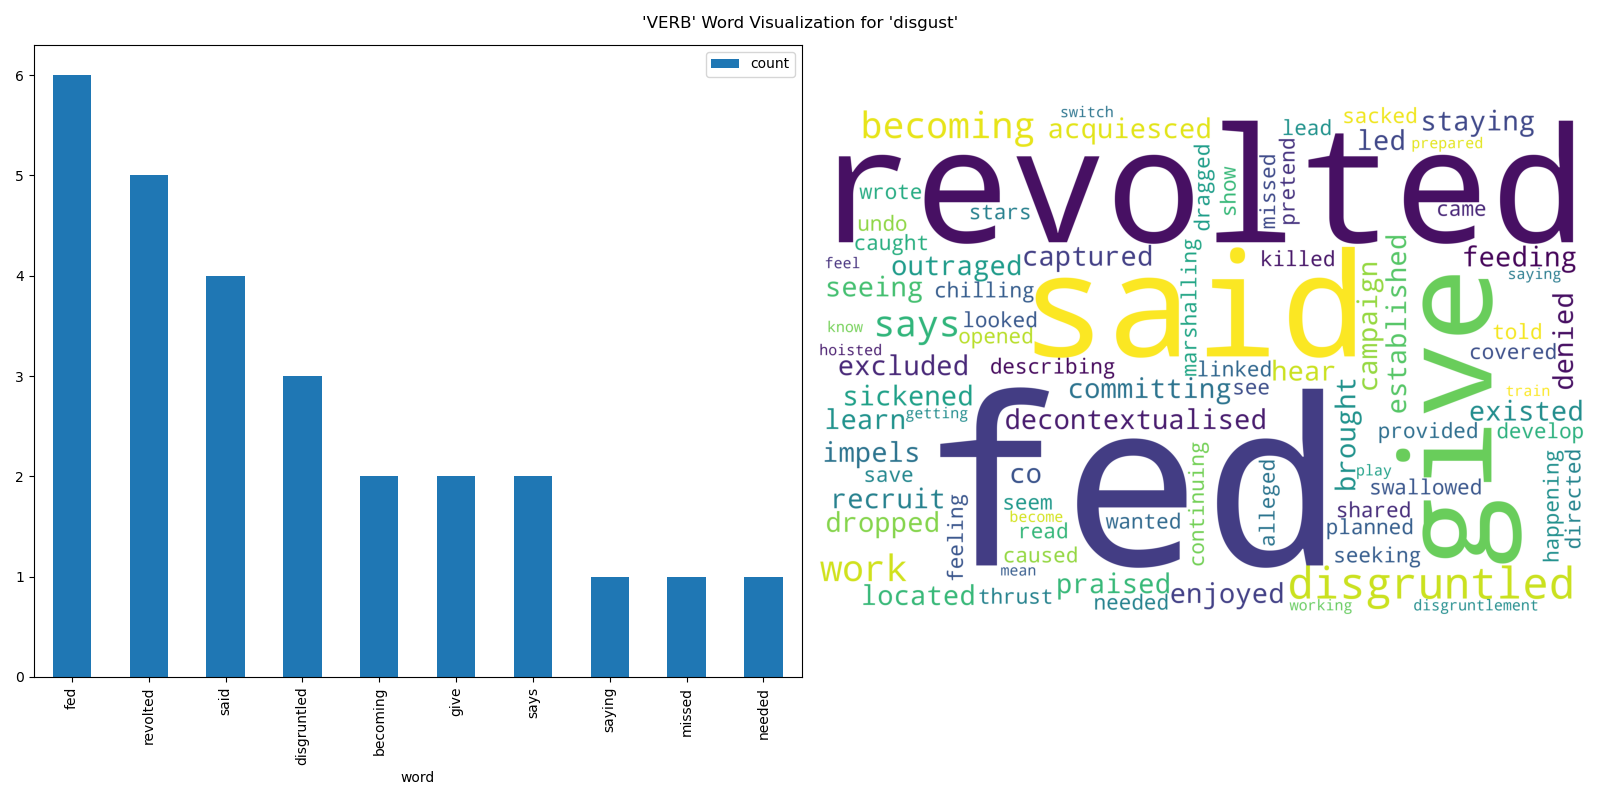 'VERB' Word Visualization for 'disgust'
count
6
5
4
3
2
1
0
fed
revolted
said
disgruntled
becoming
give
says
saying
missed
needed
word
switch
becoming
acquiesced
lead
sacked
staying
led
prepared
revolted
dragged
show
missed
pretend
wrote
stars
came
undo
caught
feel
outraged
captured
killed
feeding
saying
seeing
chilling
marshalling
said
campaign
established
give
know
says
looked
opened
told
denied
hoisted
covered
excluded
describing
linked
hear
sickened
committing
see
train
learn
getting
decontextualised
brought
existed
provided
develop
impels
fed
save
co
continuing
alleged
play
swallowed
recruit
seem
shared
happening
directed
dropped
feeling
become
read
wanted
planned
caused
seeking
work
mean
praised
enjoyed
disgruntled
located
thrust
needed
working
disgruntlement